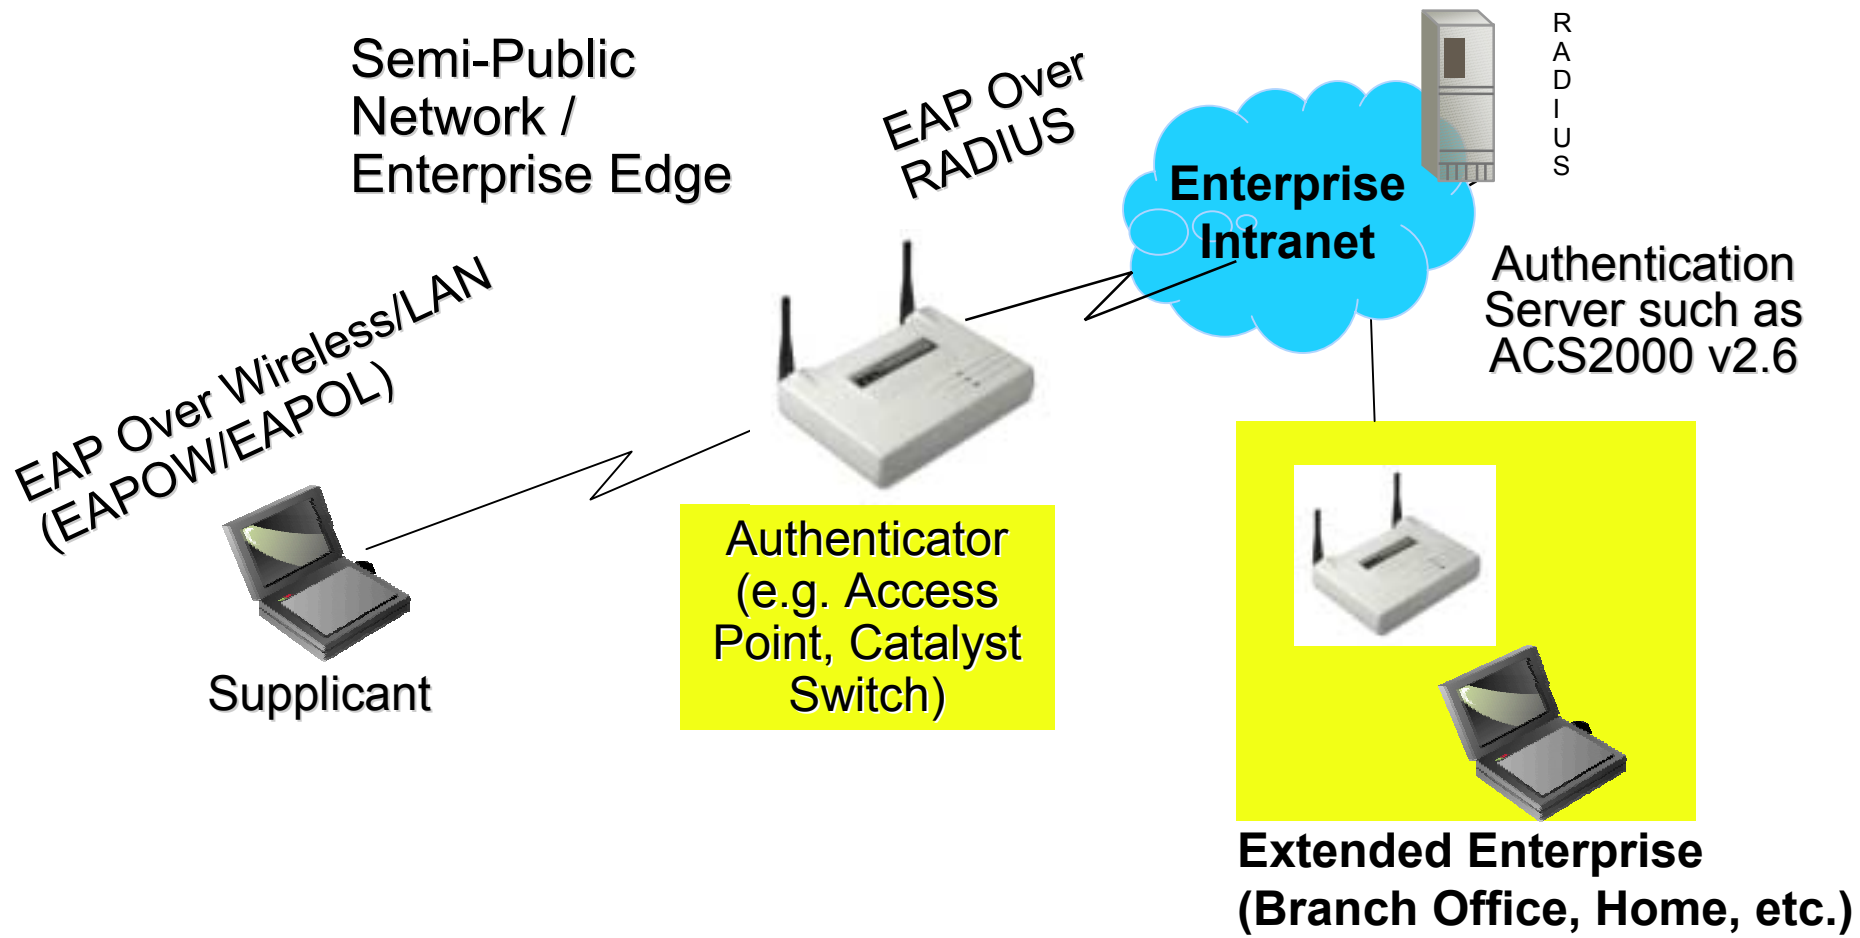 Semi-Public
Network /
Enterprise Edge
EAP Over
RADIUS
R
A
D
I
U
S
Enterprise
Intranet
Authentication
Server such as
ACS2000 v2.6
EAP Over Wireless/LAN
(EAPOW/EAPOL)
Supplicant
Authenticator
(e.g. Access
Point, Catalyst
Switch)
Extended Enterprise
(Branch Office, Home, etc.)